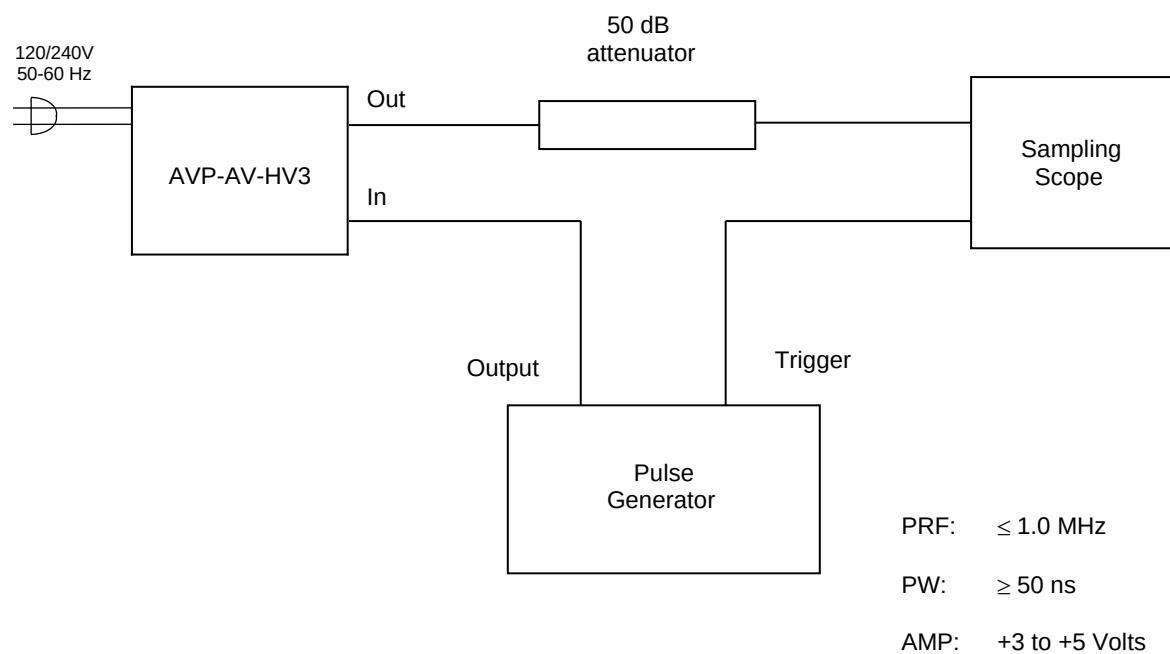 50 dB
attenuator
120/240V
50-60 Hz
Out
AVP-AV-HV3
In
Sampling
Scope
Output
Trigger
Pulse
Generator
PRF: ≤ 1.0 MHz
PW: ≥ 50 ns
AMP: +3 to +5 Volts